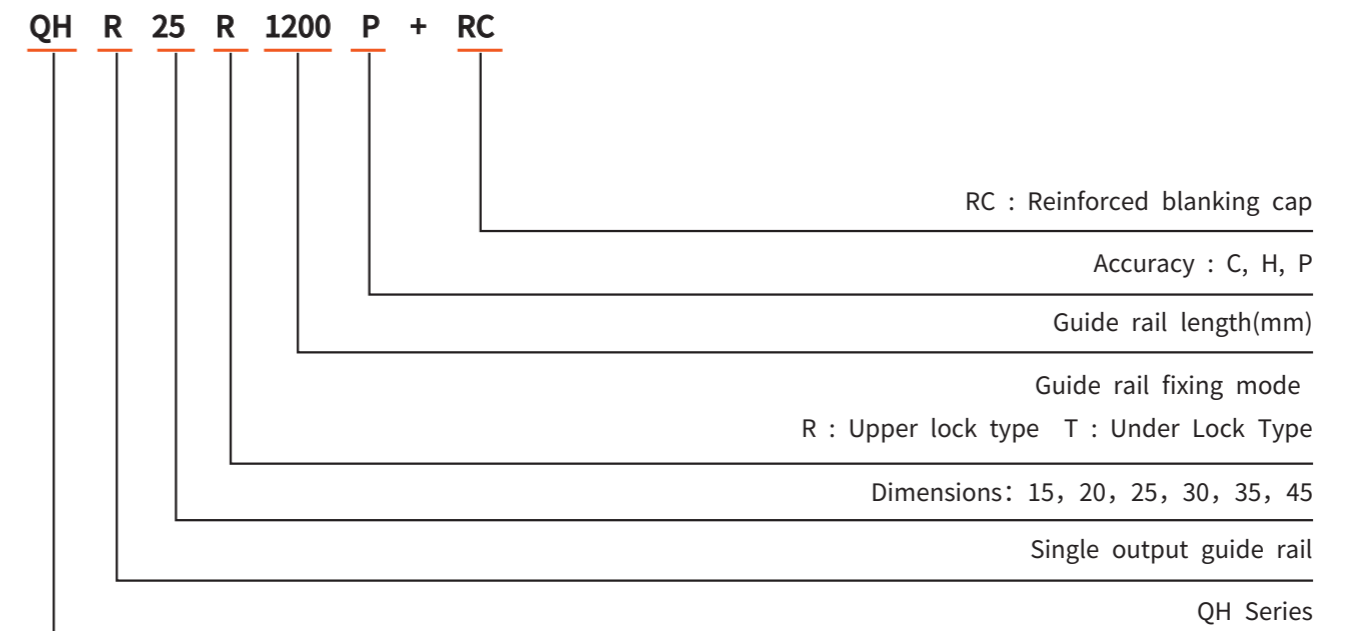 QH R 25 R 1200 P + RC
RC : Reinforced blanking cap
Accuracy : C, H, P
Guide rail length(mm)
Guide rail fixing mode
R : Upper lock type T : Under Lock Type
Dimensions：15，20，25，30，35，45
Single output guide rail
QH Series